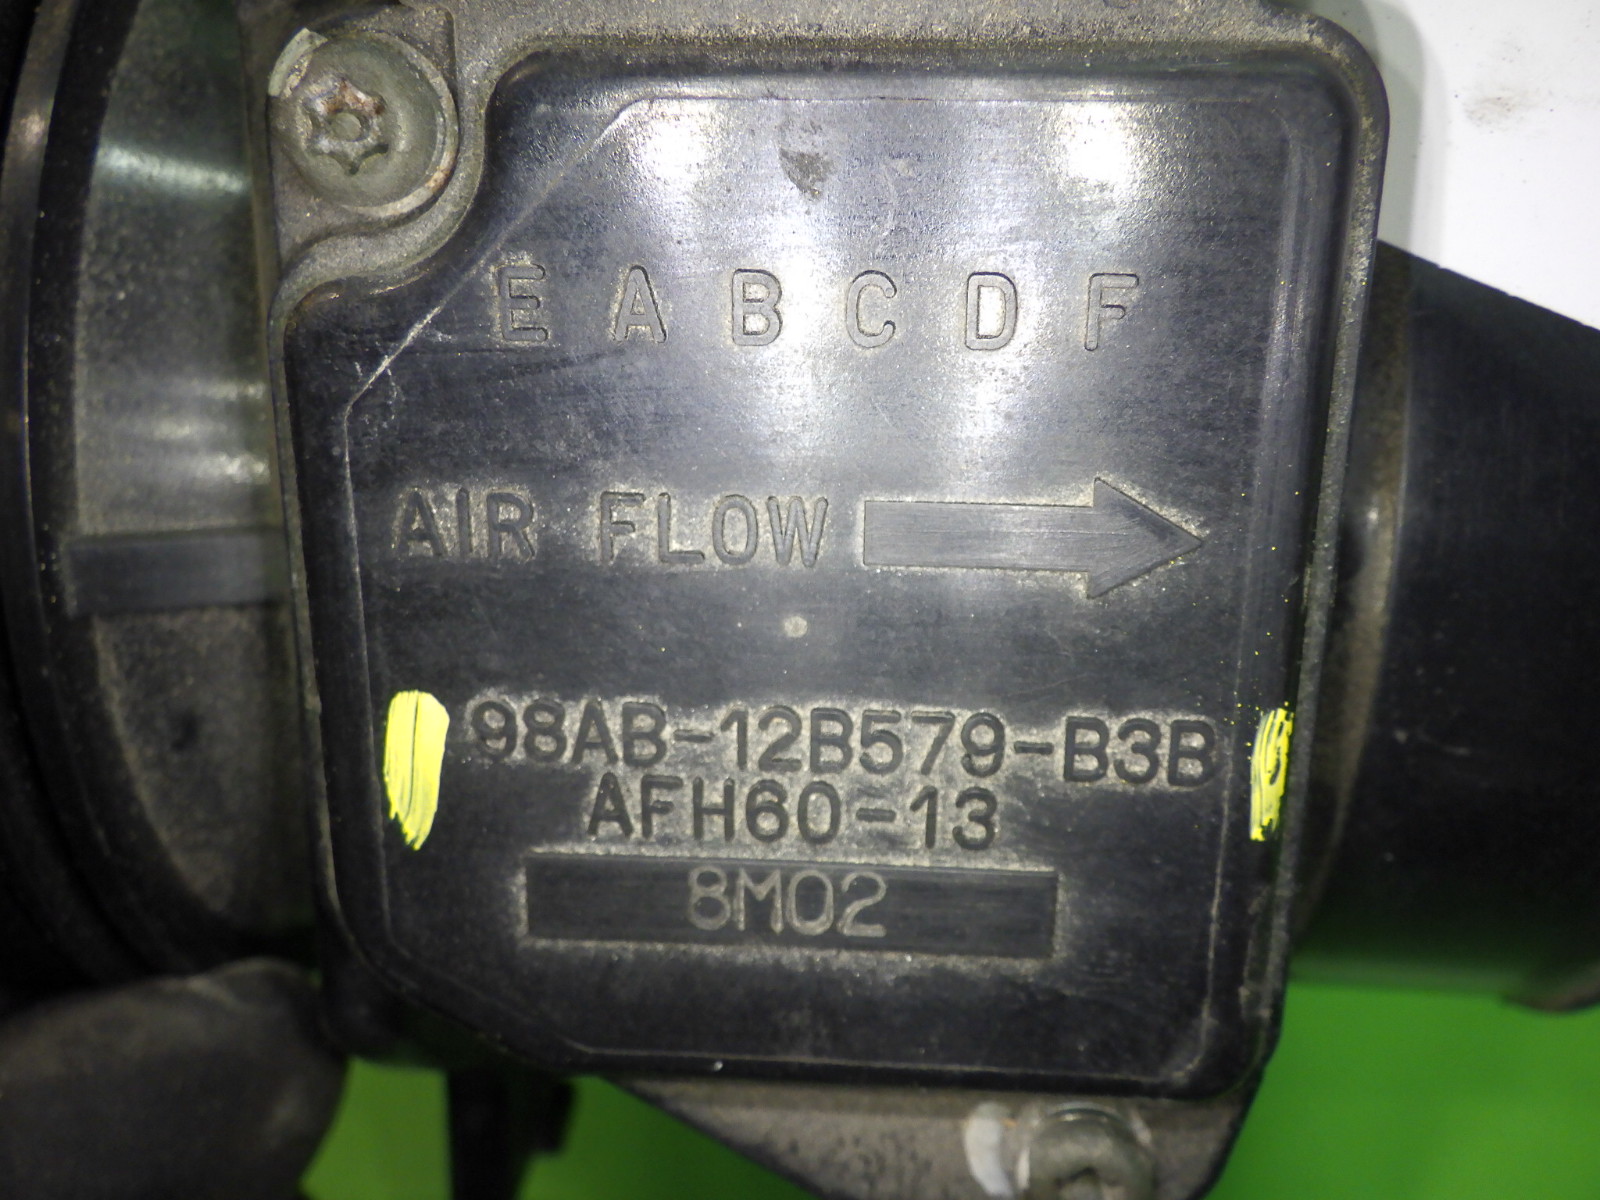 E A B C D F
AIR FLOW
98AB-12B579-B3B
AFH60-13
8M02